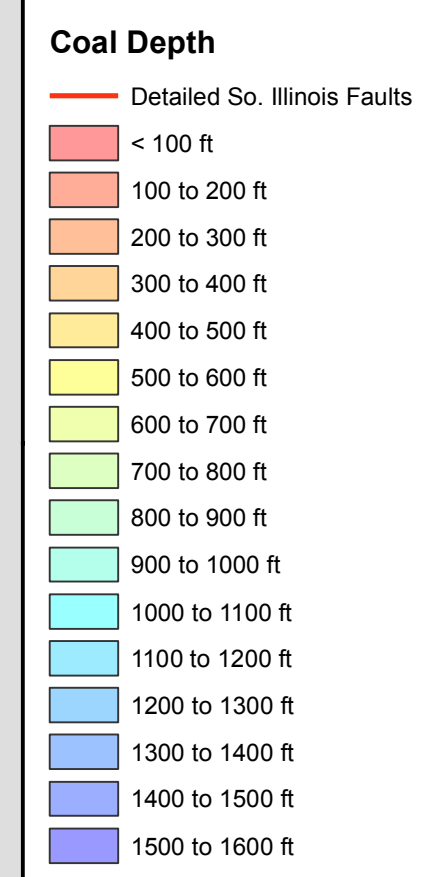 Coal Depth
Detailed So. Illinois Faults
< 100 ft
100 to 200 ft
200 to 300 ft
300 to 400 ft
400 to 500 ft
500 to 600 ft
600 to 700 ft
700 to 800 ft
800 to 900 ft
900 to 1000 ft
1000 to 1100 ft
1100 to 1200 ft
1200 to 1300 ft
1300 to 1400 ft
1400 to 1500 ft
1500 to 1600 ft